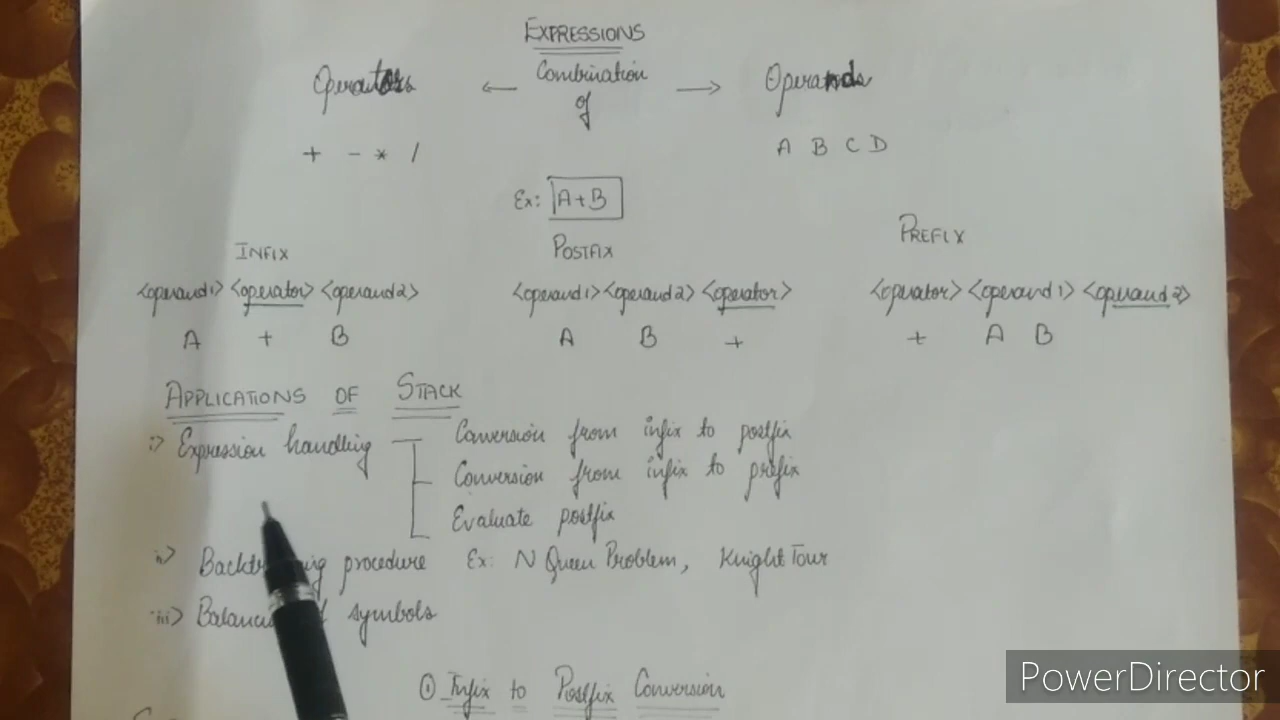 EXPRESSIONS
Operators ← Combination of → Operands
+ - * / A B C D
Ex: A+B
INFIX POSTFIX PREFIX
<operand1> <operator> <operand2> <operand1> <operand2> <operator> <operator> <operand1> <operand2>
A + B A B + + A B
APPLICATIONS OF STACK
i) Expression handling Conversion from infix to postfix
Conversion from infix to prefix
Evaluate postfix
ii) procedure Ex: N Queen Problem, Knight Tour
iii) symbols
① Infix to Postfix Conversion
PowerDirector